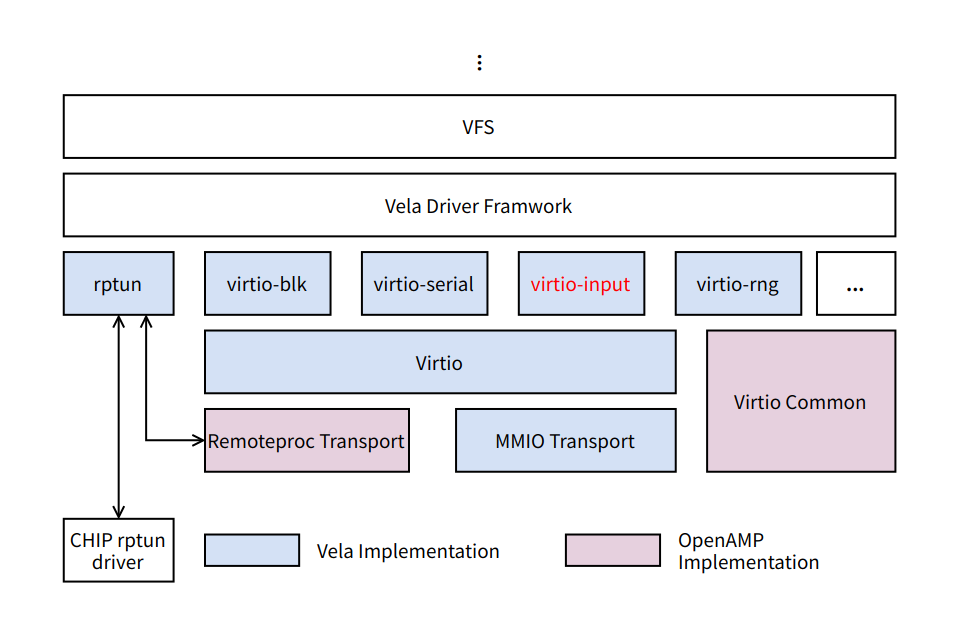 ⋮
VFS
Vela Driver Framwork
rptun
virtio-blk
virtio-serial
virtio-input
virtio-rng
...
Virtio
Virtio Common
Remoteproc Transport
MMIO Transport
CHIP rptun
driver
Vela Implementation
OpenAMP
Implementation